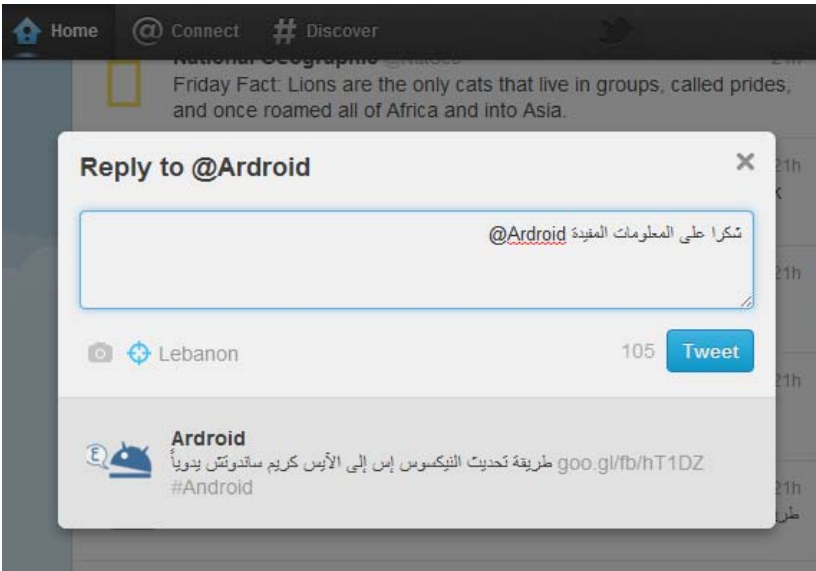 Home
Connect
Discover
21h
Friday Fact: Lions are the only cats that live in groups, called prides,
and once roamed all of Africa and into Asia.
Reply to @Ardroid
21h
شكرا على المعلومات المفيدة @Ardroid
21h
Lebanon
105
Tweet
21h
Ardroid
طريقة تحديث النيكسوس إس إلى الآيس كريم ساندوتش يدوياً goo.gl/fb/hT1DZ
#Android
21h